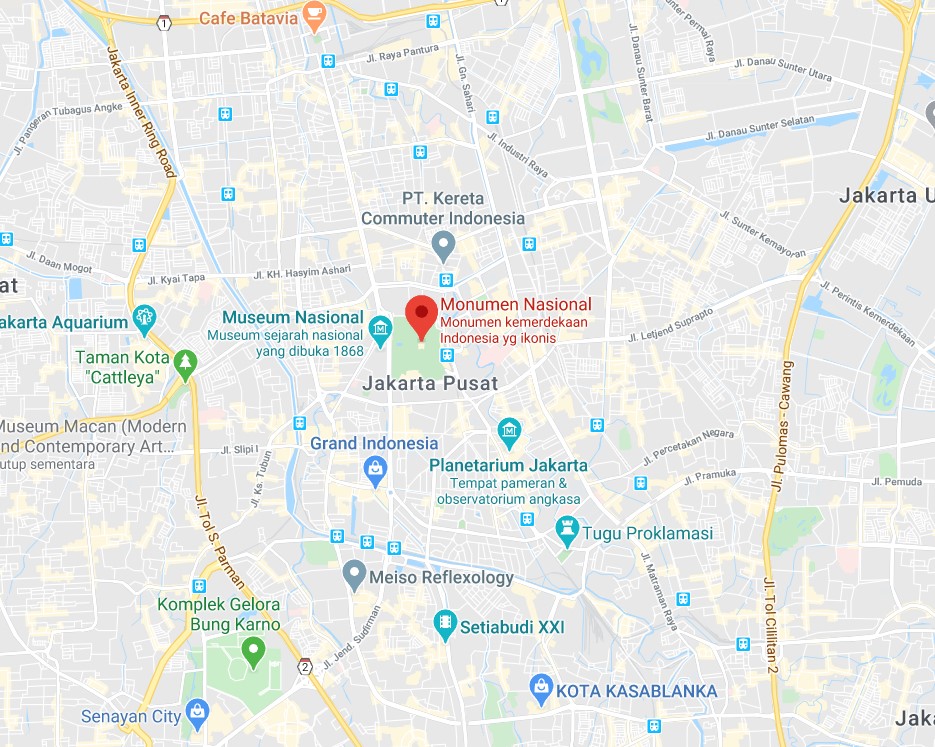 Cafe Batavia
1
Jl. Raya Pantura
Jl. Gn. Sahari
Jl. Danau Sunter Barat
Jl. Danau Sunter Utara
Jl. Danau Sunter Selatan
Jakarta Inner Ring Road
Jl. Pangeran Tubagus Angke
Jl. Industri Raya
PT. Kereta
Commuter Indonesia
Jakarta U
Jl. Sunter Kemayoran
Jl. Daan Mogot
Jl. Kyai Tapa
Jl. KH. Hasyim Ashari
at
Jl. Perintis Kemerdekaan
Monumen Nasional
Monumen kemerdekaan
Indonesia yg ikonis
Museum Nasional
Museum sejarah nasional
yang dibuka 1868
akarta Aquarium
Jl. Letjend Suprapto
Taman Kota
"Cattleya"
Jakarta Pusat
Jl. Pulomas - Cawang
Museum Macan (Modern
nd Contemporary Art...
utup sementara
Jl. Slipi I
Jl. Ks. Tubun
Grand Indonesia
Planetarium Jakarta
Tempat pameran &
observatorium angkasa
Jl. Percetakan Negara
Jl. Pramuka
Jl. Pemuda
Jl. Tol S. Parman
Tugu Proklamasi
Meiso Reflexology
Jl. Matraman Raya
Jl. Tol Cililitan 2
Komplek Gelora
Bung Karno
Setiabudi XXI
Jl. Jend. Sudirman
2
KOTA KASABLANKA
Senayan City
Jaka